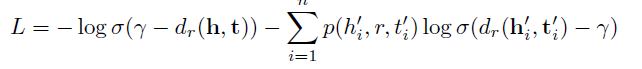 L = − log σ(γ − d_r(𝐡, 𝐭)) − ∑_{i=1}^{n} p(h′_i, r, t′_i) log σ(d_r(𝐡′_i, 𝐭′_i) − γ)